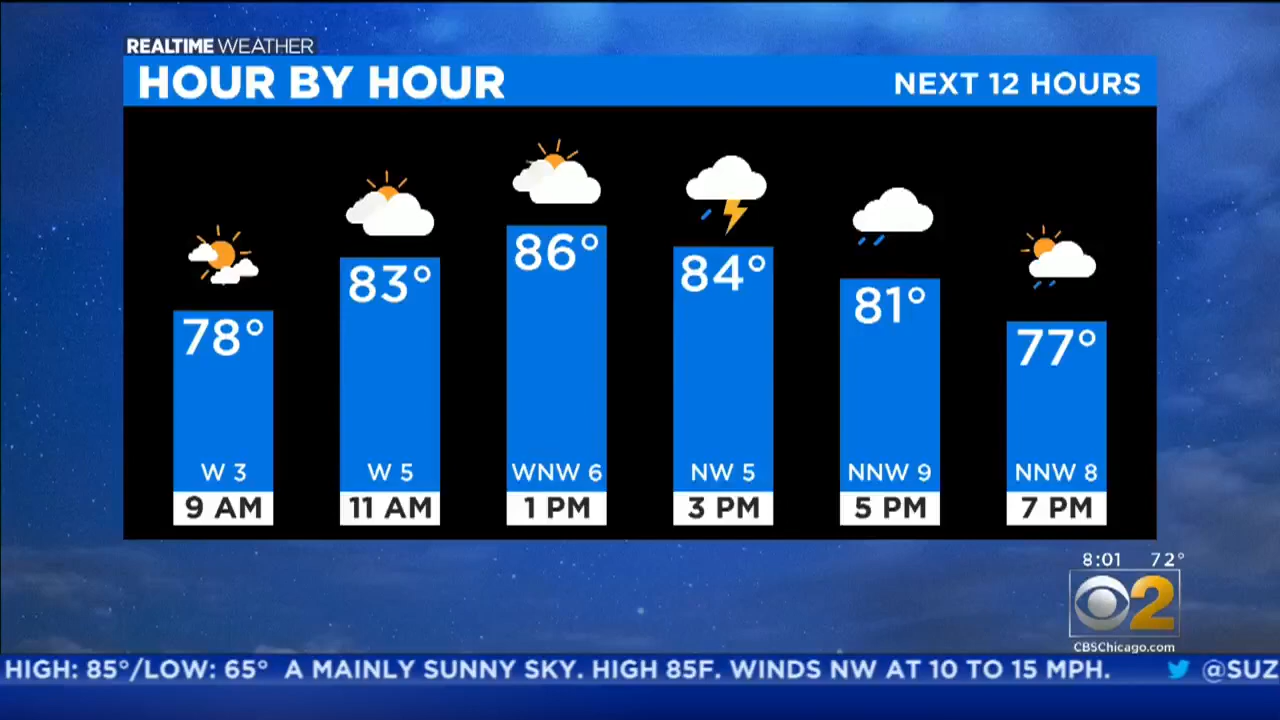 REALTIME WEATHER
HOUR BY HOUR
NEXT 12 HOURS
78° 83° 86° 84° 81° 77°
W 3 W 5 WNW 6 NW 5 NNW 9 NNW 8
9 AM 11 AM 1 PM 3 PM 5 PM 7 PM
8:01 72°
2
CBSChicago.com
HIGH: 85°/LOW: 65° A MAINLY SUNNY SKY. HIGH 85F. WINDS NW AT 10 TO 15 MPH. @SUZ